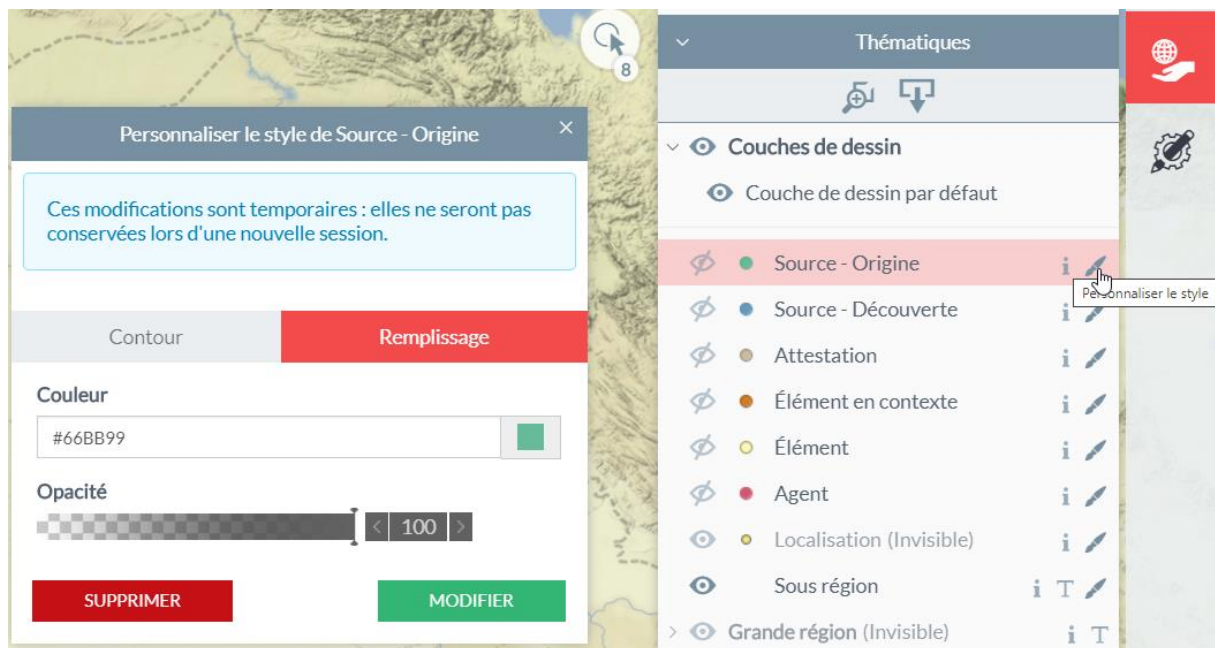 8
Personnaliser le style de Source - Origine ×
Ces modifications sont temporaires : elles ne seront pas
conservées lors d'une nouvelle session.
Contour
Remplissage
Couleur
#66BB99
Opacité
< 100 >
SUPPRIMER
MODIFIER
Thématiques
Couches de dessin
Couche de dessin par défaut
Source - Origine i
Personnaliser le style
Source - Découverte i
Attestation i
Élément en contexte i
Élément i
Agent i
Localisation (Invisible) i
Sous région i T
Grande région (Invisible) i T